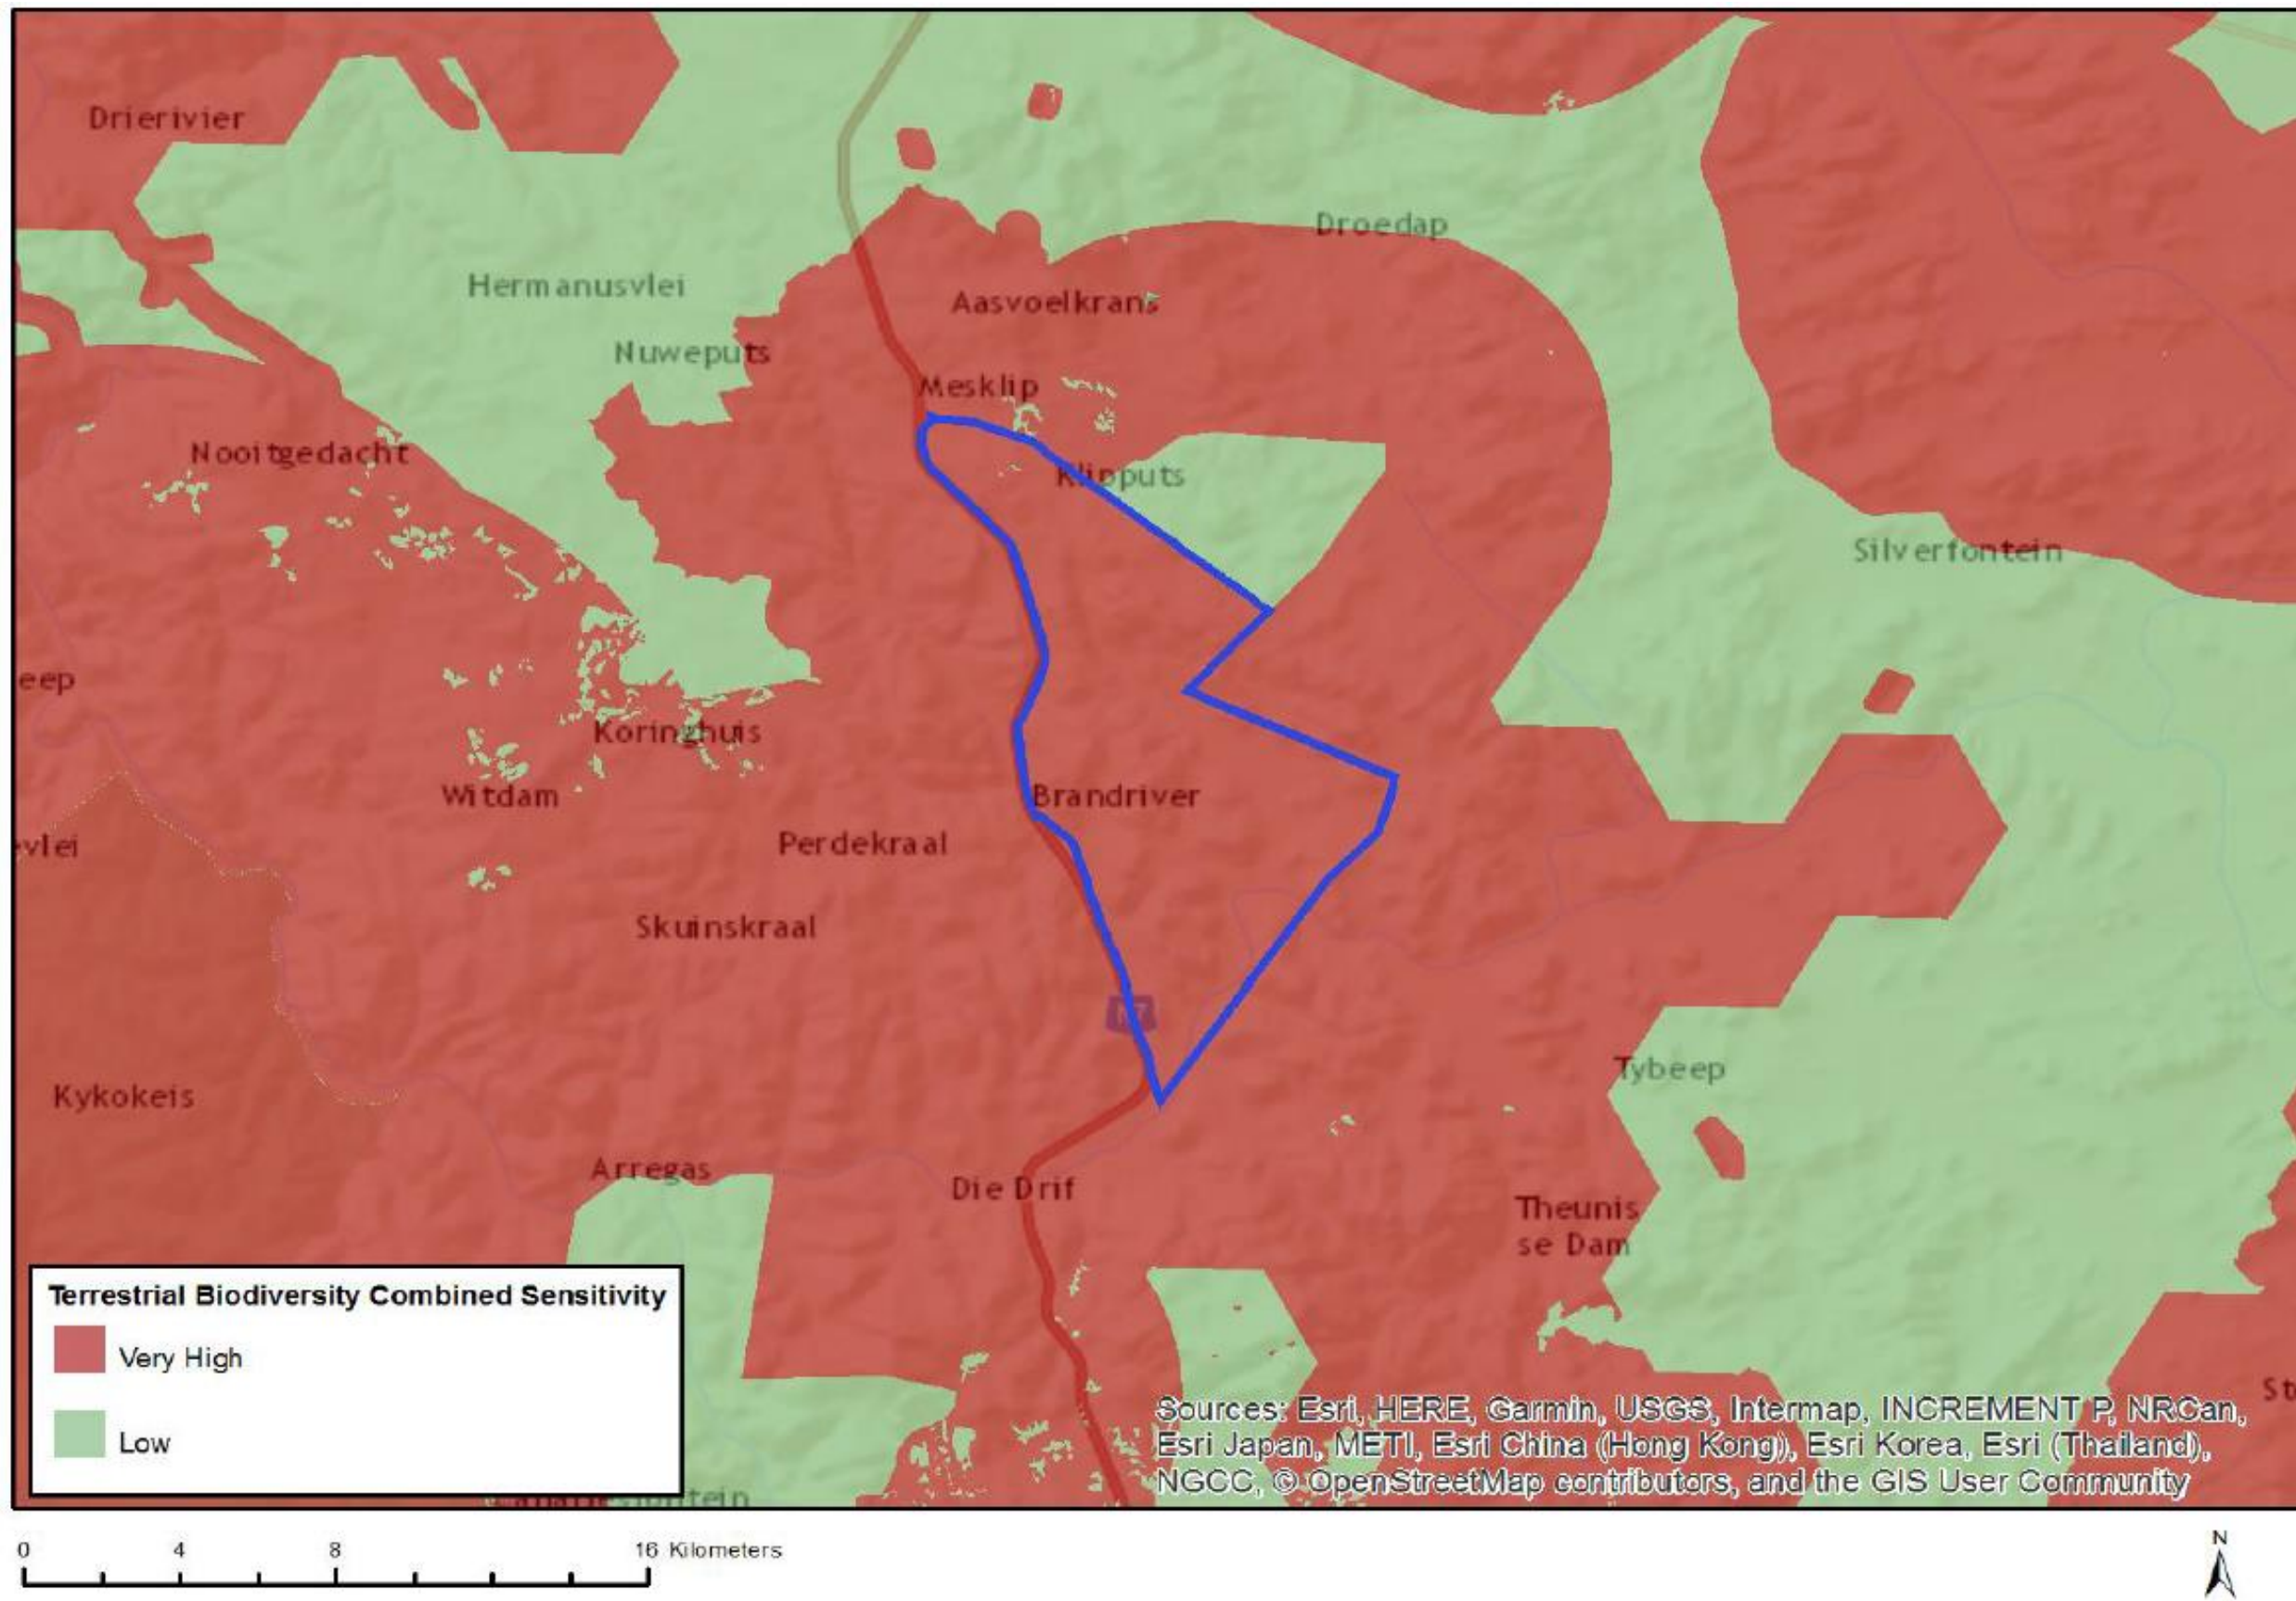 Drierivier
Droedap
Hermanusvlei
Aasvoelkrans
Nuweputs
Mesklip
Nooitgedacht
Klipputs
Silverfontein
eep
Koringhuis
Witdam
Brandriver
Perdekraal
vlei
Skuinskraal
N7
Tybeep
Kykokeis
Arregas
Die Drif
Theunis
se Dam
Terrestrial Biodiversity Combined Sensitivity
Very High
Low
St
Sources: Esri, HERE, Garmin, USGS, Intermap, INCREMENT P, NRCan,
Esri Japan, METI, Esri China (Hong Kong), Esri Korea, Esri (Thailand),
NGCC, © OpenStreetMap contributors, and the GIS User Community
0 4 8 16 Kilometers
N